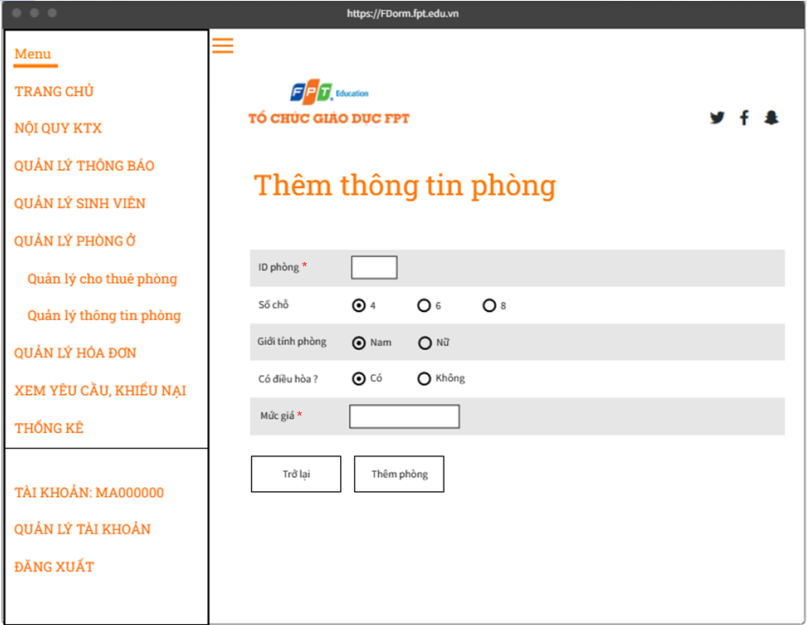 https://FDorm.fpt.edu.vn
Menu
TRANG CHỦ
NỘI QUY KTX
QUẢN LÝ THÔNG BÁO
QUẢN LÝ SINH VIÊN
QUẢN LÝ PHÒNG Ở
Quản lý cho thuê phòng
Quản lý thông tin phòng
QUẢN LÝ HÓA ĐƠN
XEM YÊU CẦU, KHIẾU NẠI
THỐNG KÊ
TÀI KHOẢN: MA000000
QUẢN LÝ TÀI KHOẢN
ĐĂNG XUẤT
FPT Education
TỔ CHỨC GIÁO DỤC FPT
Thêm thông tin phòng
ID phòng *
Số chỗ 4 6 8
Giới tính phòng Nam Nữ
Có điều hòa ? Có Không
Mức giá *
Trở lại Thêm phòng